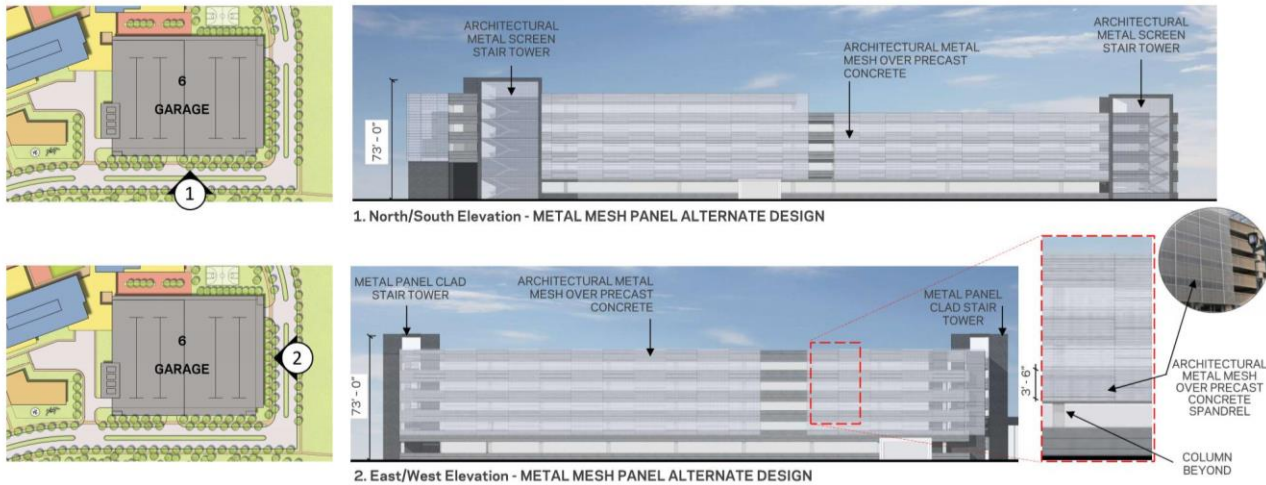 6
GARAGE
1
ARCHITECTURAL
METAL SCREEN
STAIR TOWER
ARCHITECTURAL METAL
MESH OVER PRECAST
CONCRETE
ARCHITECTURAL
METAL SCREEN
STAIR TOWER
73' - 0"
1. North/South Elevation - METAL MESH PANEL ALTERNATE DESIGN
6
GARAGE
2
METAL PANEL CLAD
STAIR TOWER
ARCHITECTURAL METAL
MESH OVER PRECAST
CONCRETE
METAL PANEL
CLAD STAIR
TOWER
73' - 0"
3' - 6"
ARCHITECTURAL
METAL MESH
OVER PRECAST
CONCRETE
SPANDREL
COLUMN
BEYOND
2. East/West Elevation - METAL MESH PANEL ALTERNATE DESIGN